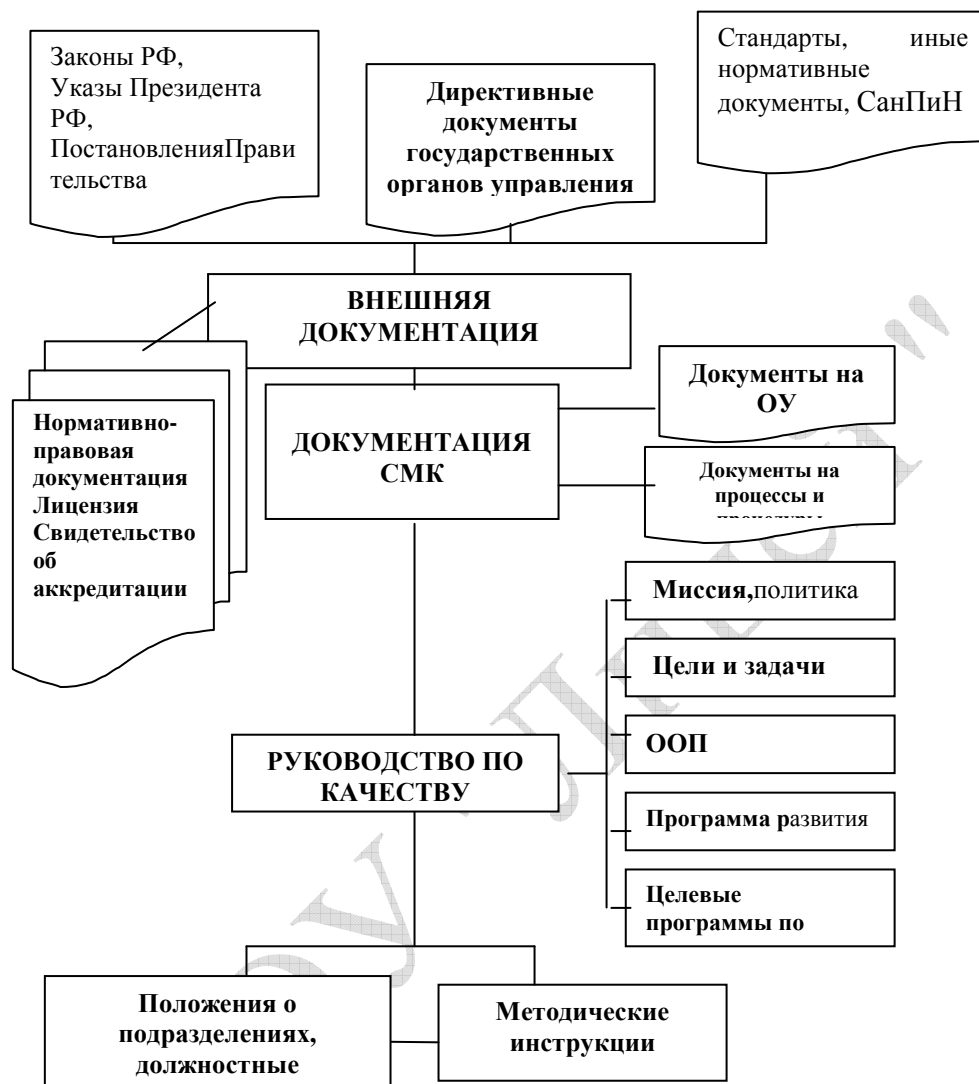 Законы РФ,
Указы Президента
РФ,
ПостановленияПрави
тельства
Директивные
документы
государственных
органов управления
Стандарты, иные
нормативные
документы, СанПиН
ВНЕШНЯЯ
ДОКУМЕНТАЦИЯ
Нормативно-
правовая
документация
Лицензия
Свидетельство
об
аккредитации
ДОКУМЕНТАЦИЯ
СМК
Документы на
ОУ
Документы на
процессы и
Миссия,политика
Цели и задачи
ООП
Программа развития
Целевые
программы по
РУКОВОДСТВО ПО
КАЧЕСТВУ
Положения о
подразделениях,
должностные
Методические
инструкции